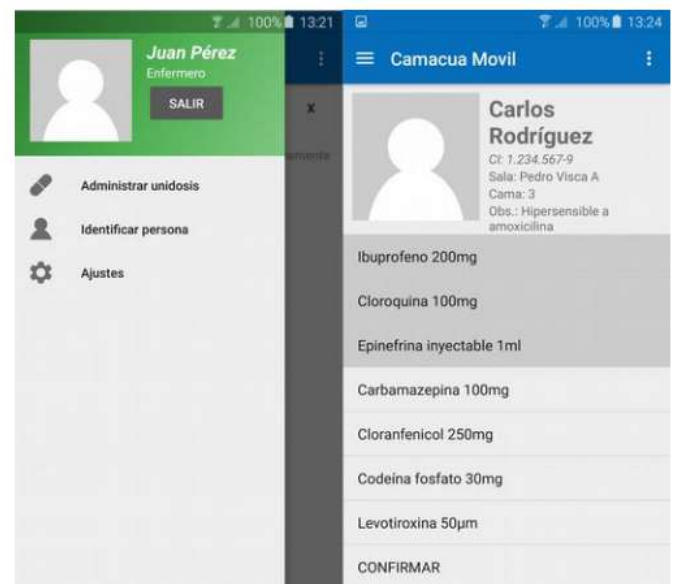 100% 13:21
Juan Pérez
Enfermero
SALIR
x
Administrar unidosis
Identificar persona
Ajustes
100% 13:24
Camacua Movil
Carlos
Rodríguez
CI: 1.234.567-9
Sala: Pedro Visca A
Cama: 3
Obs.: Hipersensible a
amoxicilina
Ibuprofeno 200mg
Cloroquina 100mg
Epinefrina inyectable 1ml
Carbamazepina 100mg
Cloranfenicol 250mg
Codeína fosfato 30mg
Levotiroxina 50µm
CONFIRMAR